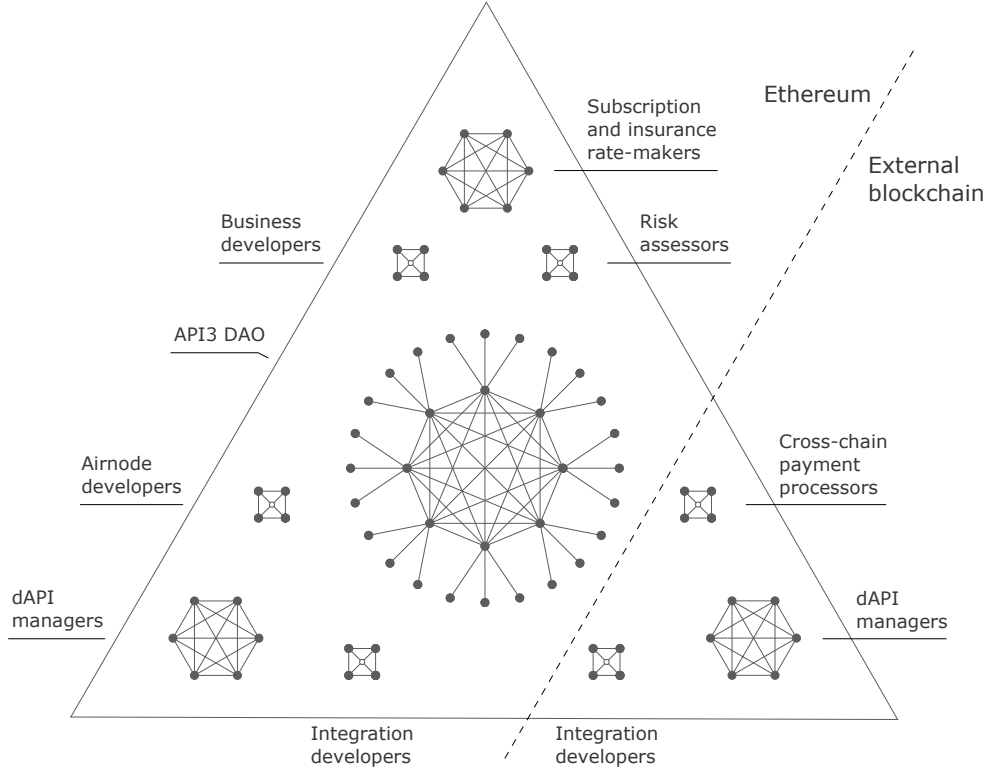 Ethereum
Subscription
and insurance
rate-makers
External
blockchain
Business
developers
Risk
assessors
API3 DAO
Airnode
developers
Cross-chain
payment
processors
dAPI
managers
dAPI
managers
Integration
developers
Integration
developers